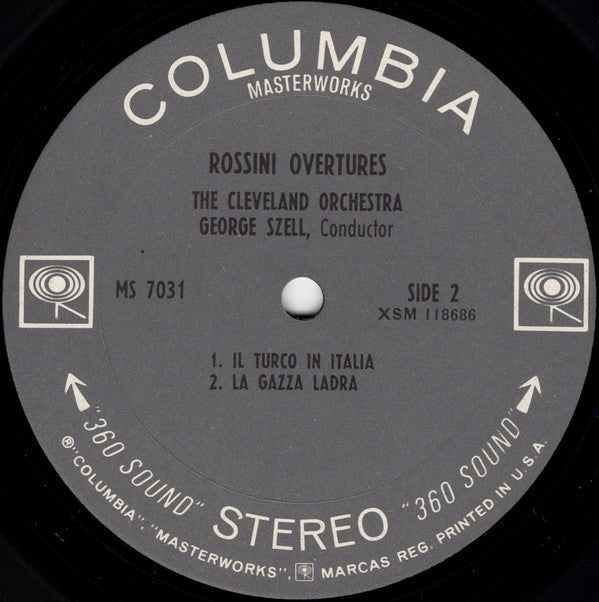 COLUMBIA
MASTERWORKS
ROSSINI OVERTURES
THE CLEVELAND ORCHESTRA
GEORGE SZELL, Conductor
MS 7031
SIDE 2
XSM 118686
1. IL TURCO IN ITALIA
2. LA GAZZA LADRA
"360 SOUND" STEREO "360 SOUND"
® "COLUMBIA", "MASTERWORKS", MARCAS REG. PRINTED IN U.S.A.